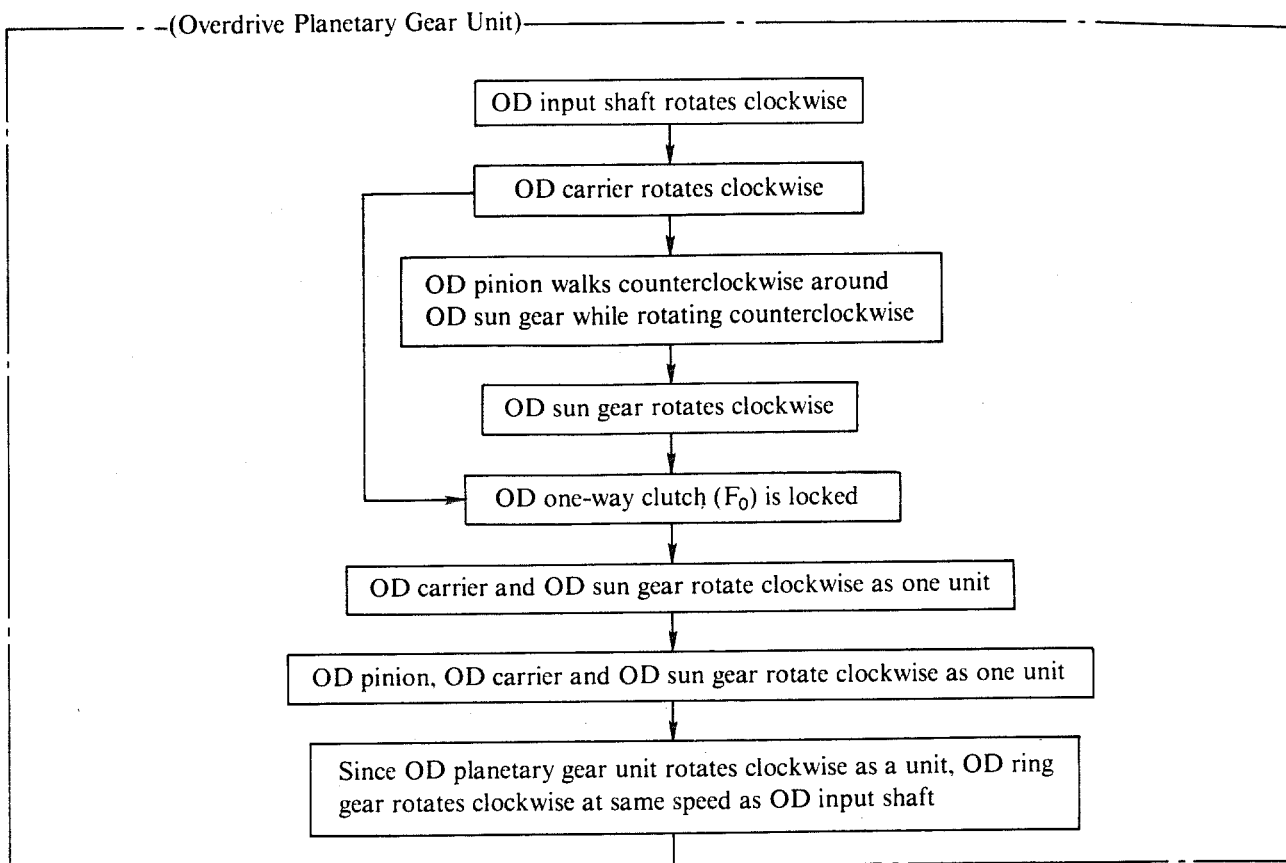 (Overdrive Planetary Gear Unit)
OD input shaft rotates clockwise
OD carrier rotates clockwise
OD pinion walks counterclockwise around
OD sun gear while rotating counterclockwise
OD sun gear rotates clockwise
OD one-way clutch (F₀) is locked
OD carrier and OD sun gear rotate clockwise as one unit
OD pinion, OD carrier and OD sun gear rotate clockwise as one unit
Since OD planetary gear unit rotates clockwise as a unit, OD ring
gear rotates clockwise at same speed as OD input shaft